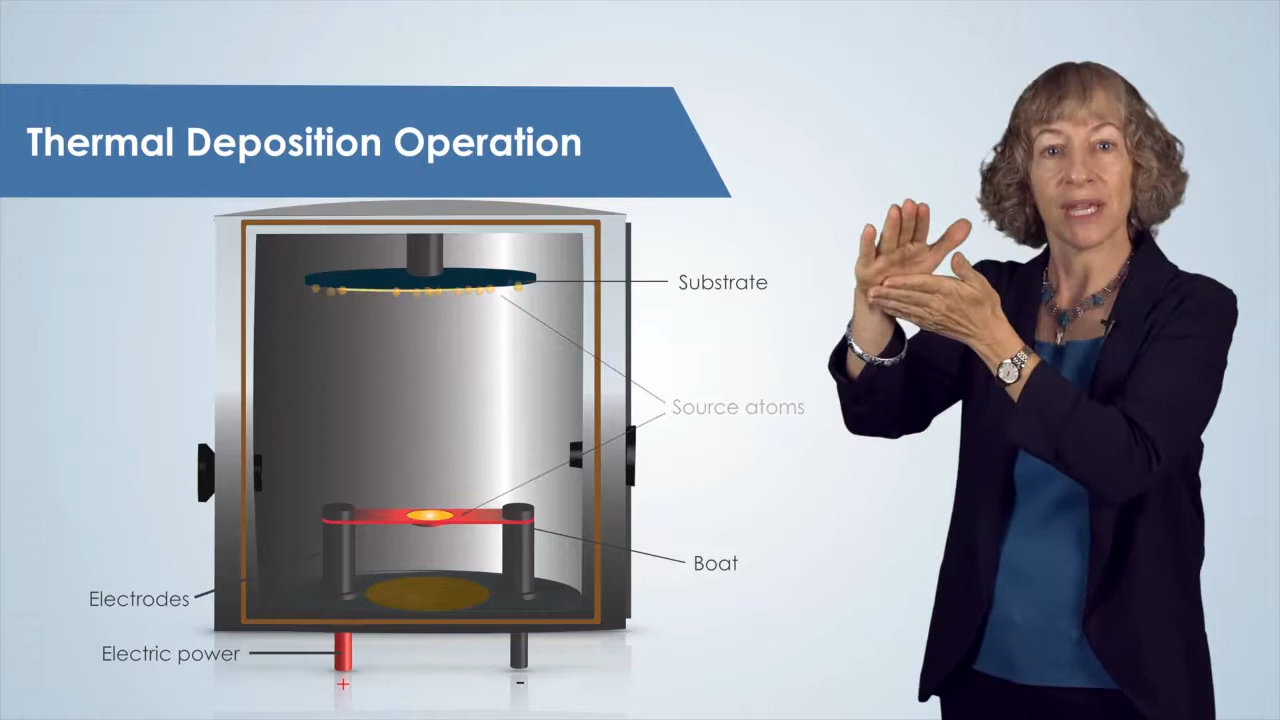 Thermal Deposition Operation
Substrate
Source atoms
Boat
Electrodes
Electric power
+
-